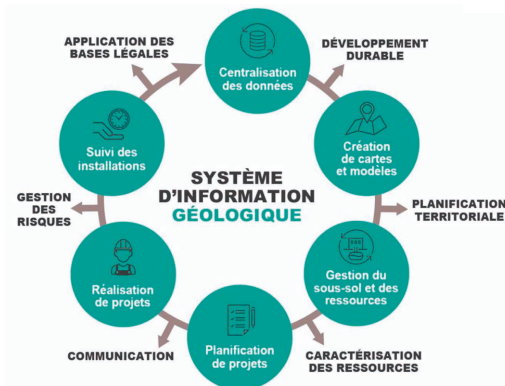 APPLICATION DES
BASES LÉGALES
Centralisation
des données
DÉVELOPPEMENT
DURABLE
Création
de cartes
et modèles
PLANIFICATION
TERRITORIALE
Gestion du
sous-sol et des
ressources
CARACTÉRISATION
DES RESSOURCES
Planification
de projets
COMMUNICATION
Réalisation
de projets
GESTION
DES
RISQUES
Suivi des
installations
SYSTÈME
D'INFORMATION
GÉOLOGIQUE